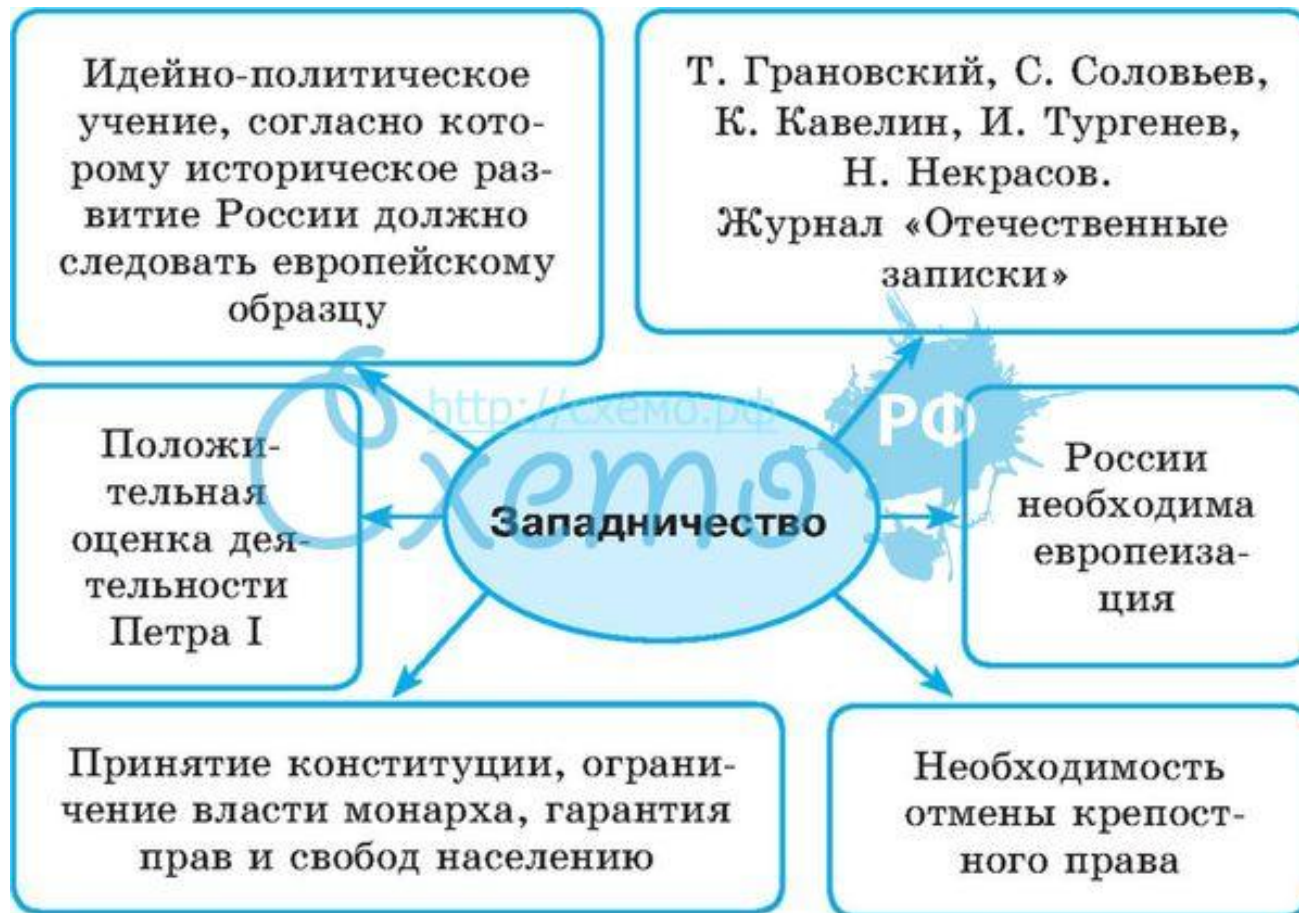 Идейно-политическое
учение, согласно кото-
рому историческое раз-
витие России должно
следовать европейскому
образцу
Т. Грановский, С. Соловьев,
К. Кавелин, И. Тургенев,
Н. Некрасов.
Журнал «Отечественные
записки»
http://схемо.рф
Схемо
РФ
Положи-
тельная
оценка дея-
тельности
Петра I
Западничество
России
необходима
европеиза-
ция
Принятие конституции, ограни-
чение власти монарха, гарантия
прав и свобод населению
Необходимость
отмены крепост-
ного права